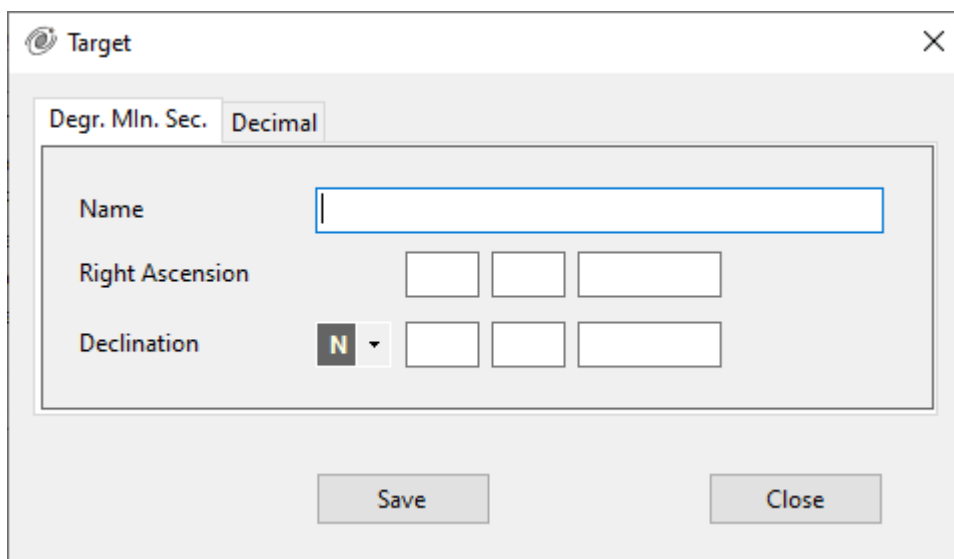 Target
Degr. MIn. Sec. Decimal
Name
Right Ascension
Declination N
Save Close